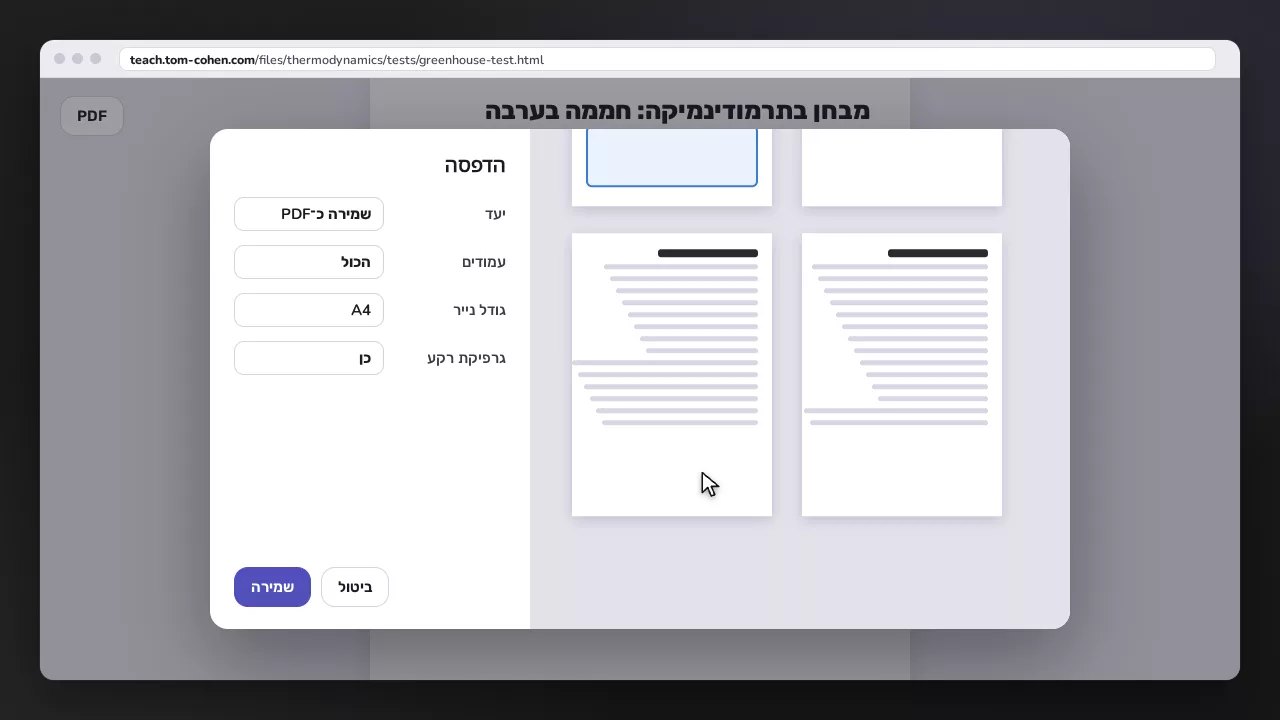 teach.tom-cohen.com/files/thermodynamics/tests/greenhouse-test.html
PDF
מבחן בתרמודינמיקה: חממה בערבה
הדפסה
יעד
שמירה כ־PDF
עמודים
הכול
גודל נייר
A4
גרפיקת רקע
כן
ביטול
שמירה